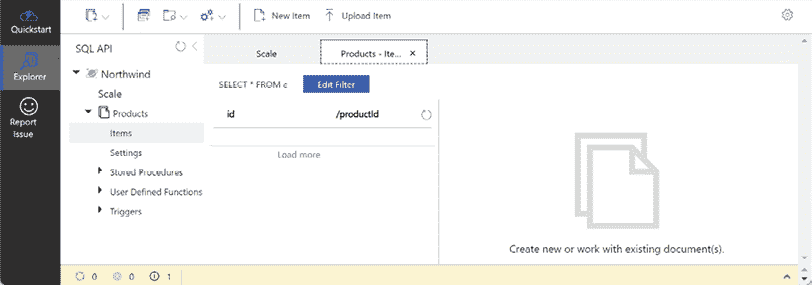 Quickstart
Explorer
Report Issue
New Item
Upload Item
SQL API
Northwind
Scale
Products
Items
Settings
Stored Procedures
User Defined Functions
Triggers
Scale
Products - Ite...
SELECT * FROM c
Edit Filter
id
/productId
Load more
Create new or work with existing document(s).
0
0
1